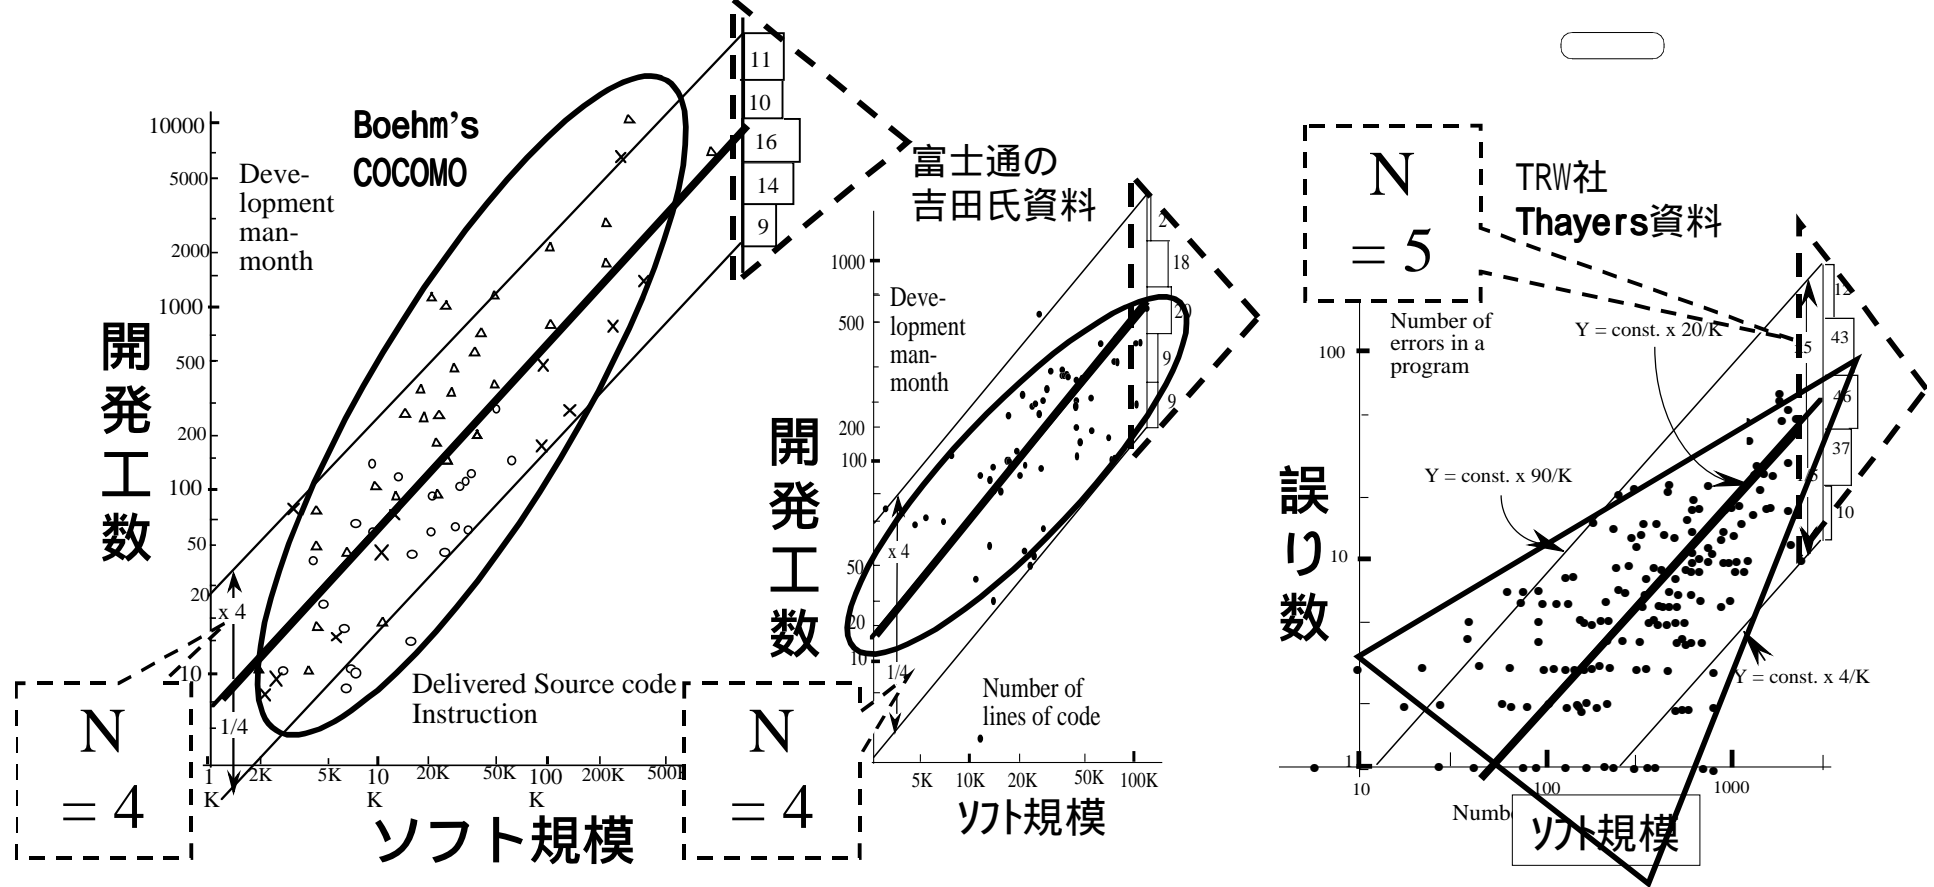 Boehm's
COCOMO
Deve-
lopment
man-
month
10000
5000
2000
1000
500
200
100
50
20
10
開発工数
11
10
16
14
9
x 4
1/4
N
= 4
Delivered Source code
Instruction
1
K
2K
5K
10
K
20K
50K
100
K
200K
500K
ソフト規模
富士通の
吉田氏資料
Deve-
lopment
man-
month
1000
500
200
100
50
20
10
開発工数
2
18
20
9
9
x 4
1/4
N
= 4
Number of
lines of code
5K
10K
20K
50K
100K
ソフト規模
TRW社
Thayers資料
N
= 5
Number of
errors in a
program
Y = const. x 20/K
Y = const. x 90/K
Y = const. x 4/K
100
10
1
誤り数
12
43
46
37
10
10
100
1000
ソフト規模